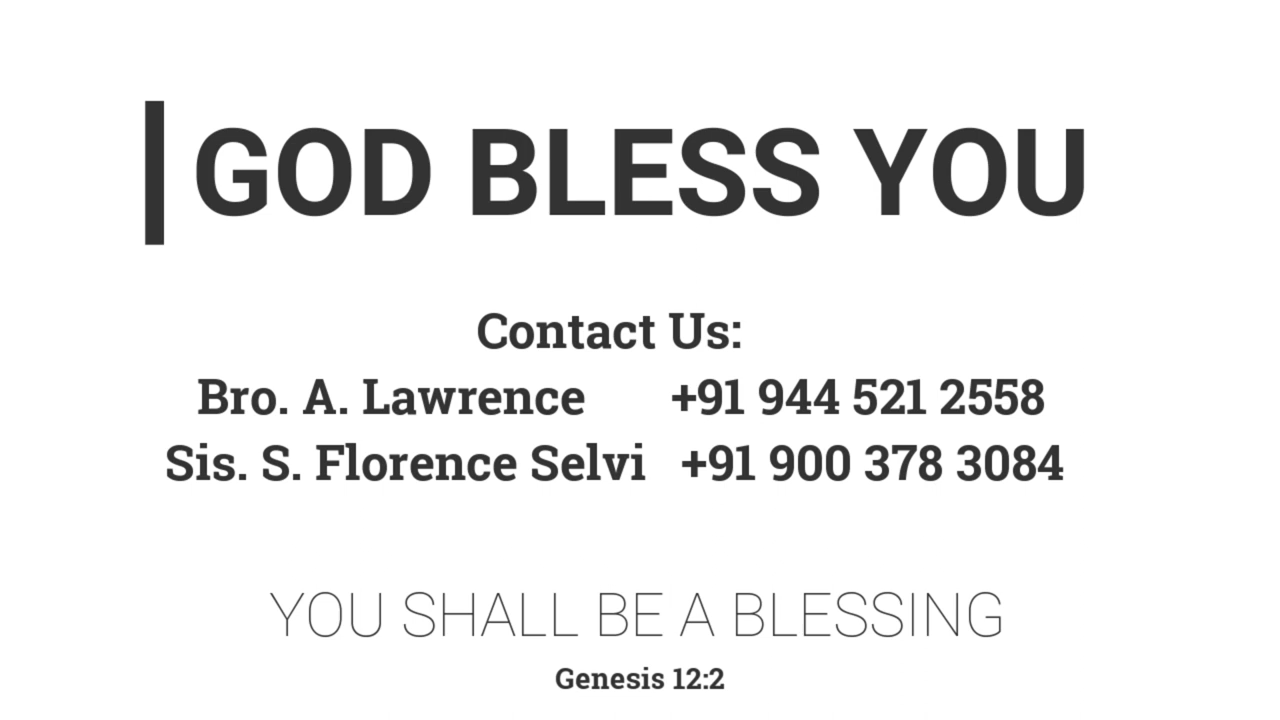 GOD BLESS YOU
Contact Us:
Bro. A. Lawrence +91 944 521 2558
Sis. S. Florence Selvi +91 900 378 3084
YOU SHALL BE A BLESSING
Genesis 12:2